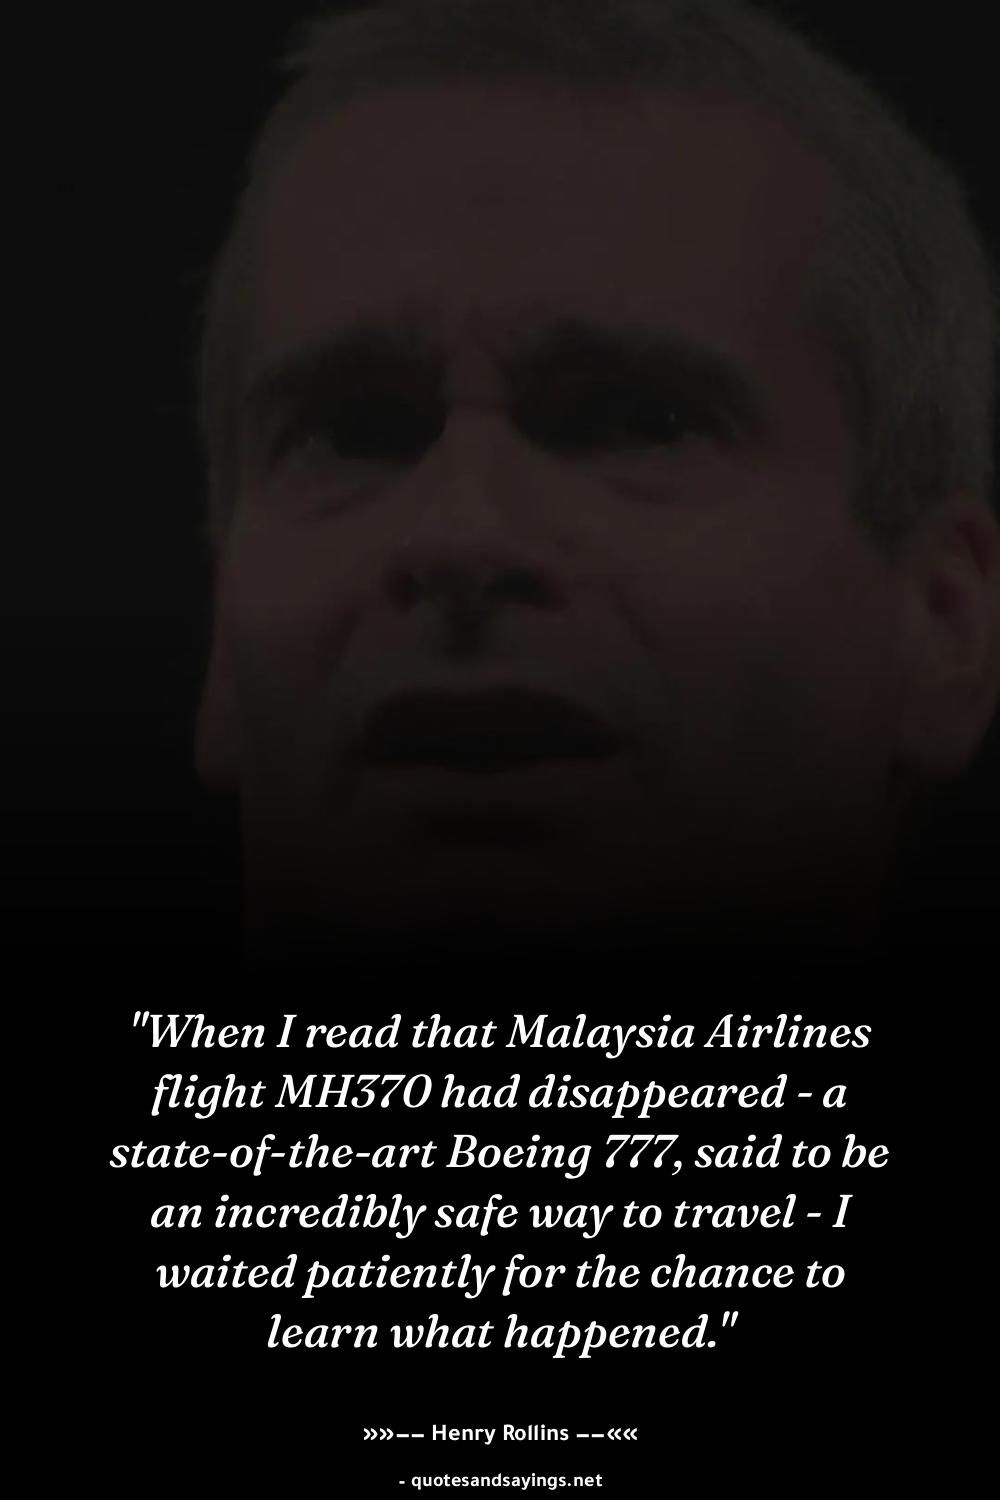 "When I read that Malaysia Airlines
flight MH370 had disappeared - a
state-of-the-art Boeing 777, said to be
an incredibly safe way to travel - I
waited patiently for the chance to
learn what happened."
»»−− Henry Rollins −−««
- quotesandsayings.net